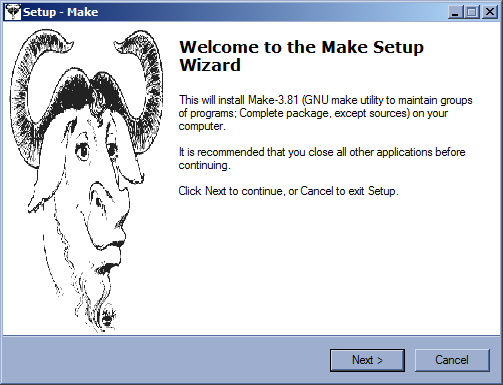 Setup - Make
Welcome to the Make Setup
Wizard
This will install Make-3.81 (GNU make utility to maintain groups
of programs; Complete package, except sources) on your
computer.
It is recommended that you close all other applications before
continuing.
Click Next to continue, or Cancel to exit Setup.
Next >
Cancel